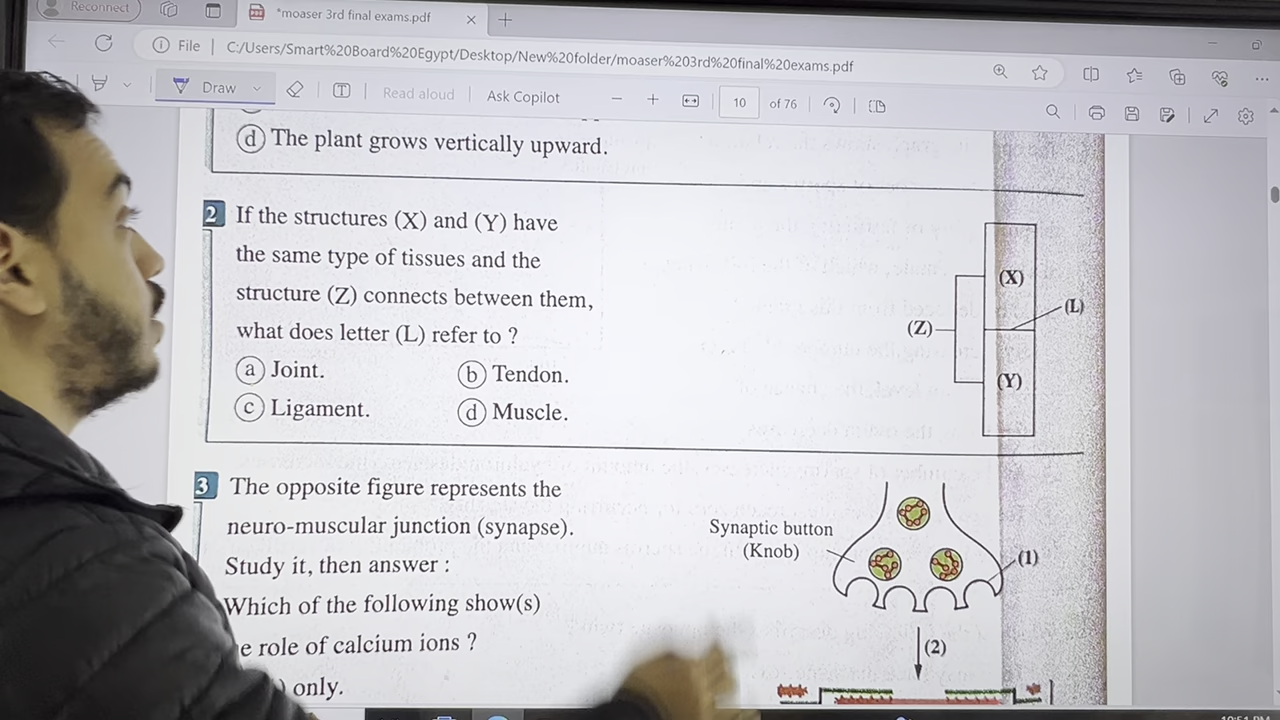 Reconnect
*moaser 3rd final exams.pdf
File | C:/Users/Smart%20Board%20Egypt/Desktop/New%20folder/moaser%203rd%20final%20exams.pdf
Draw
Read aloud
Ask Copilot
10 of 76
d The plant grows vertically upward.
2 If the structures (X) and (Y) have
the same type of tissues and the
structure (Z) connects between them,
what does letter (L) refer to ?
a Joint.
b Tendon.
c Ligament.
d Muscle.
(X)
(L)
(Z)
(Y)
3 The opposite figure represents the
neuro-muscular junction (synapse).
Study it, then answer :
Which of the following show(s)
e role of calcium ions ?
) only.
Synaptic button
(Knob)
(1)
(2)